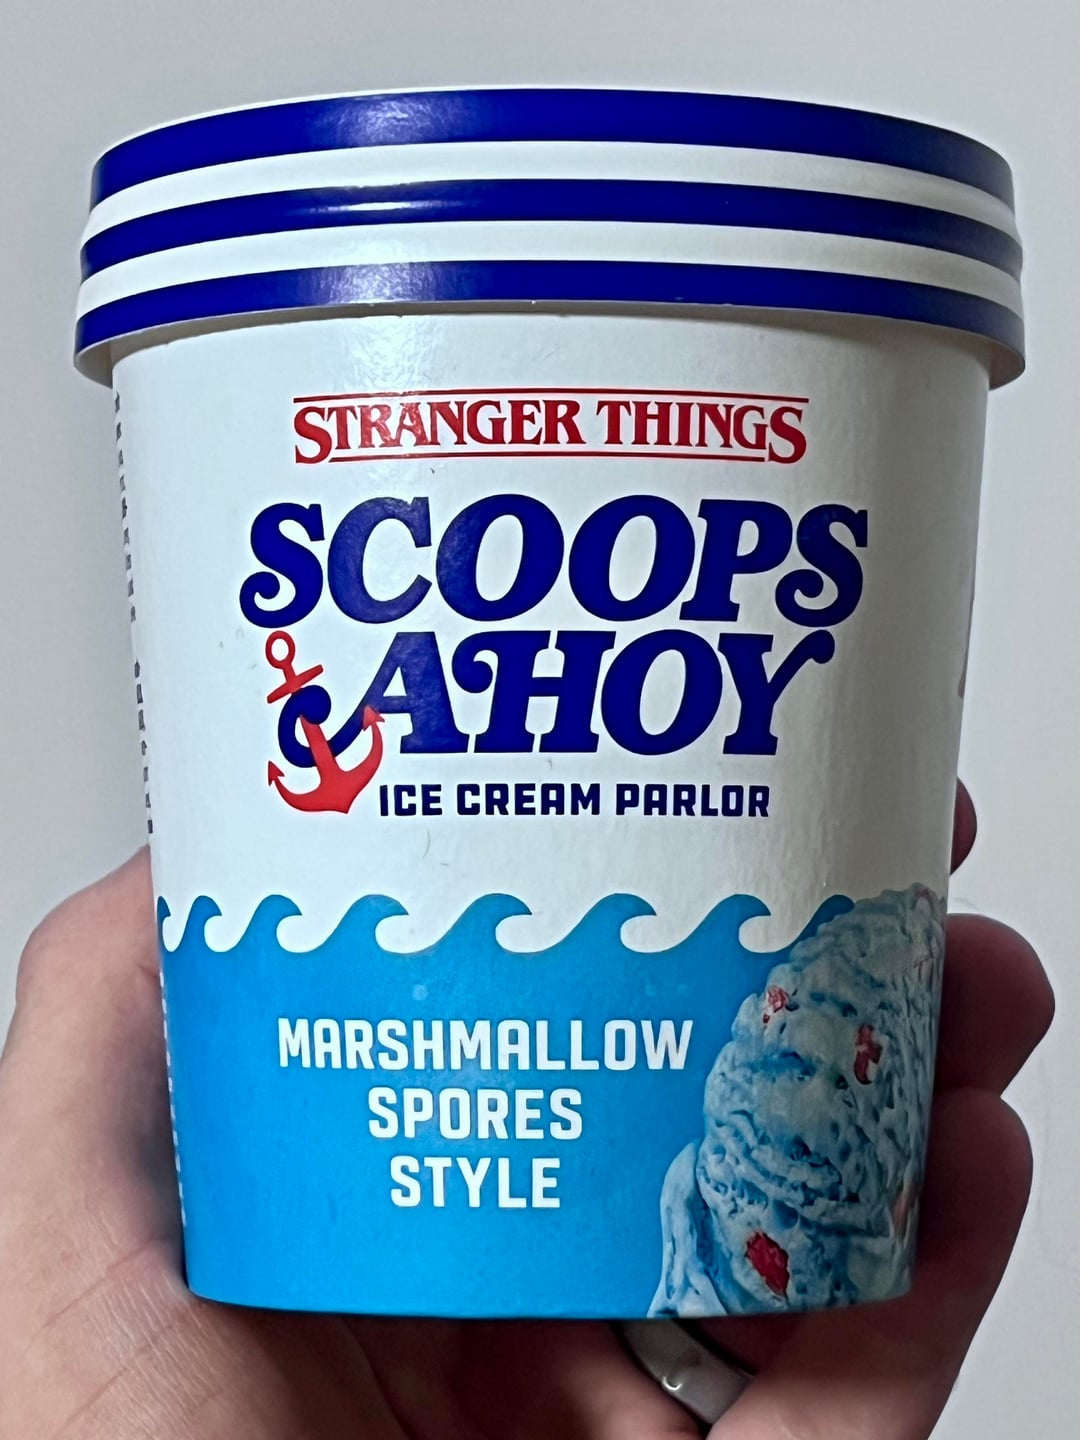 STRANGER THINGS
SCOOPS
AHOY
ICE CREAM PARLOR
MARSHMALLOW
SPORES
STYLE